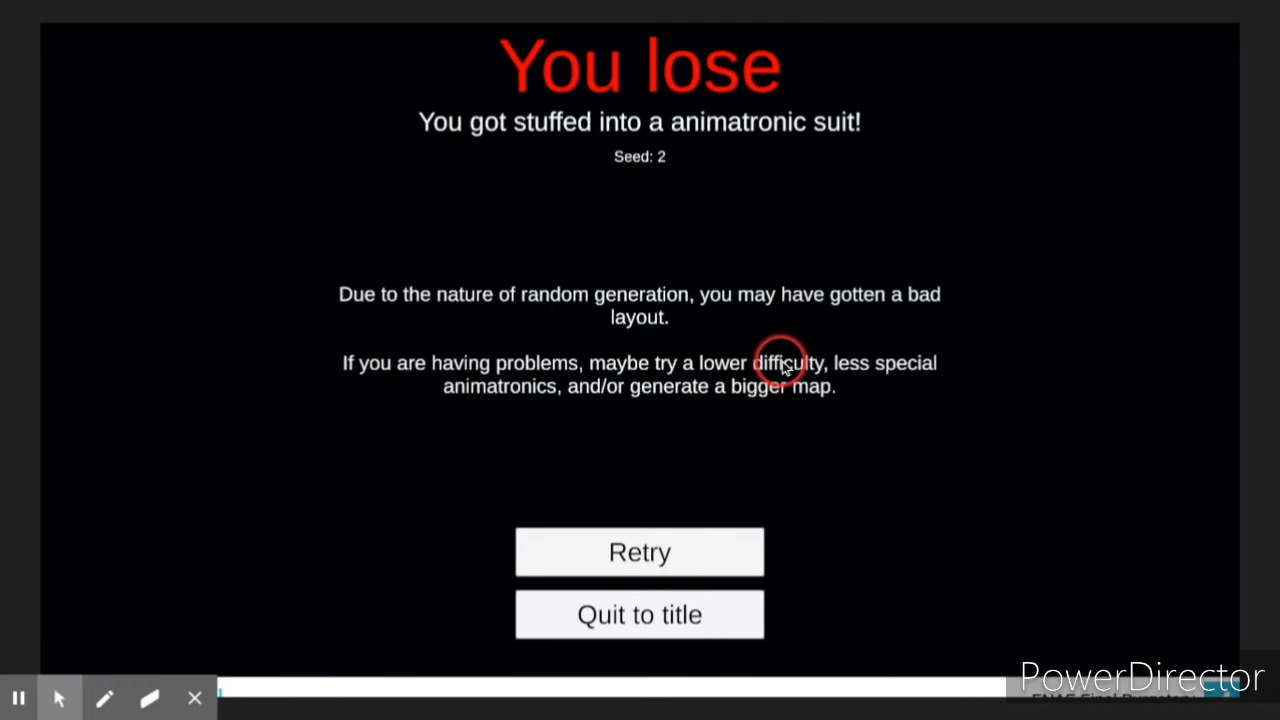 You lose
You got stuffed into a animatronic suit!
Seed: 2
Due to the nature of random generation, you may have gotten a bad
layout.
If you are having problems, maybe try a lower difficulty, less special
animatronics, and/or generate a bigger map.
Retry
Quit to title
PowerDirector